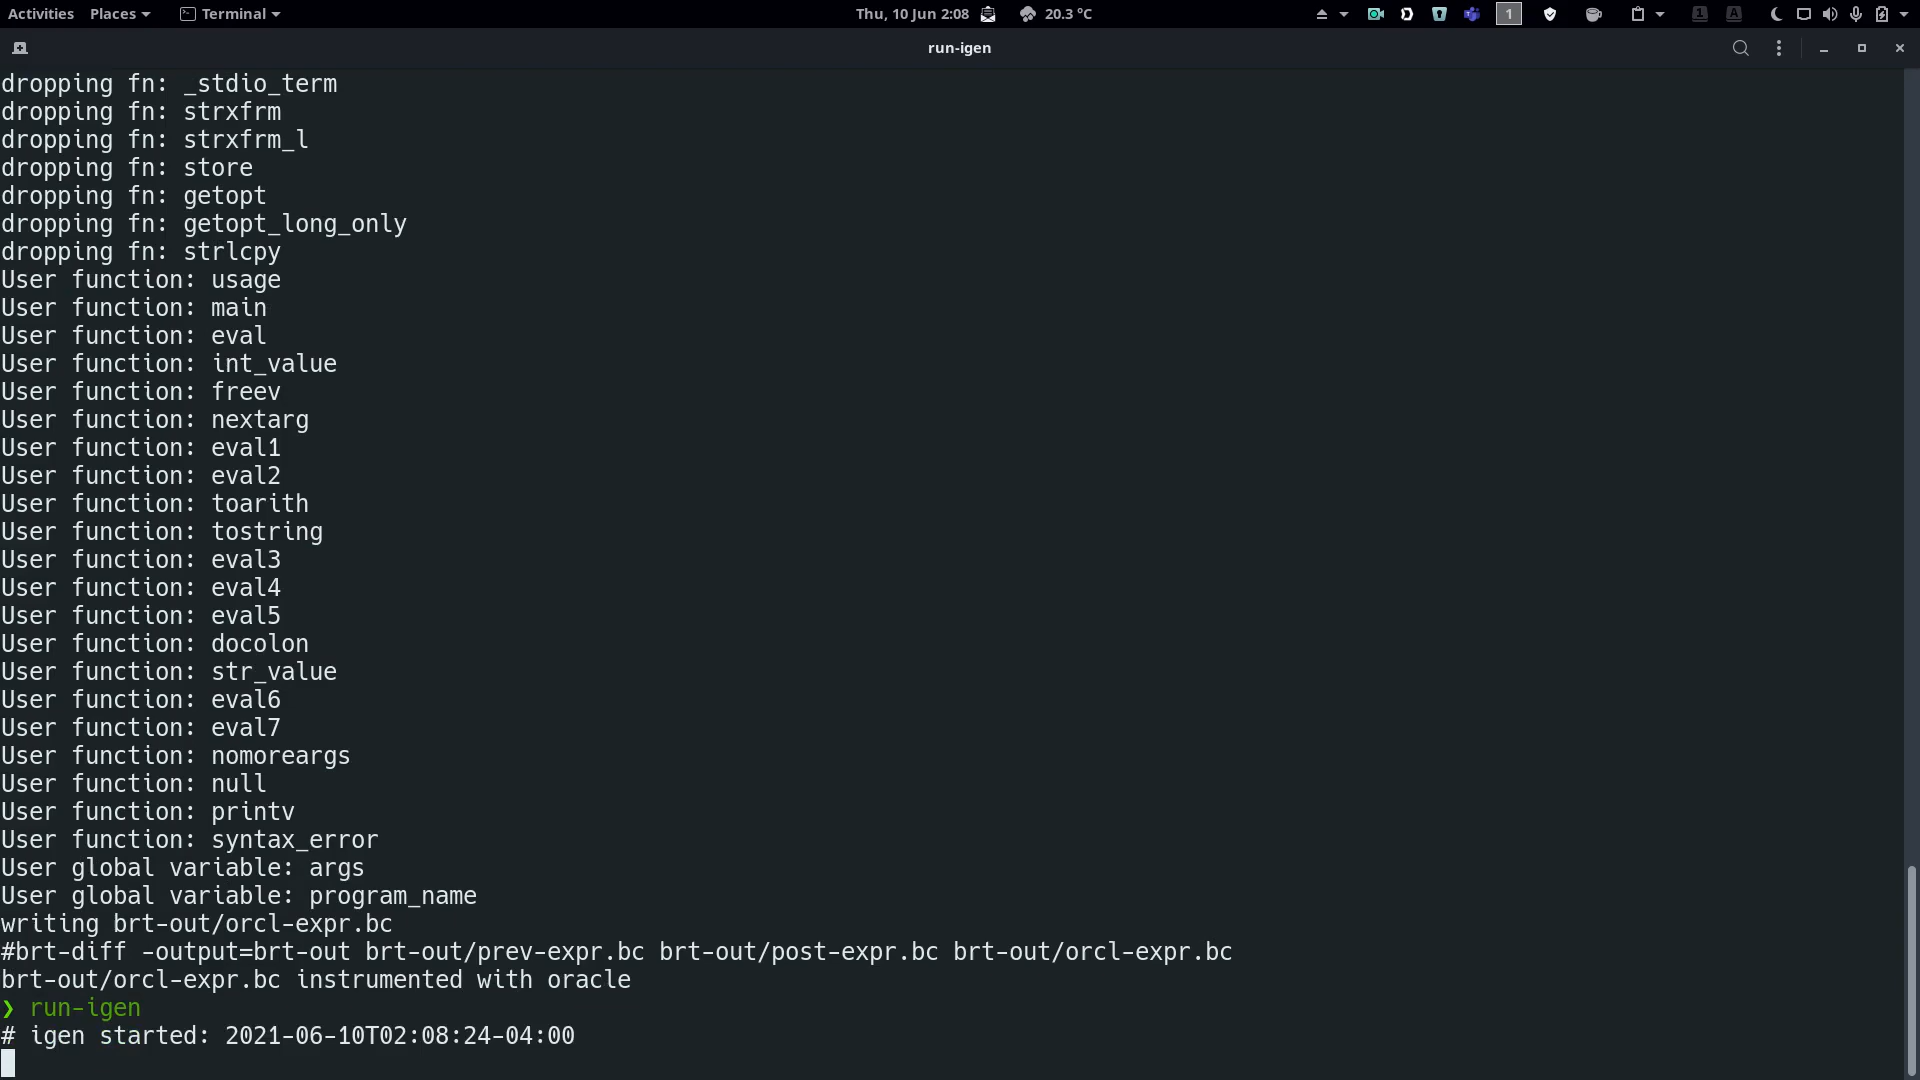 Activities Places Terminal Thu, 10 Jun 2:08 20.3 °C 1 1 A
run-igen
dropping fn: _stdio_term
dropping fn: strxfrm
dropping fn: strxfrm_l
dropping fn: store
dropping fn: getopt
dropping fn: getopt_long_only
dropping fn: strlcpy
User function: usage
User function: main
User function: eval
User function: int_value
User function: freev
User function: nextarg
User function: eval1
User function: eval2
User function: toarith
User function: tostring
User function: eval3
User function: eval4
User function: eval5
User function: docolon
User function: str_value
User function: eval6
User function: eval7
User function: nomoreargs
User function: null
User function: printv
User function: syntax_error
User global variable: args
User global variable: program_name
writing brt-out/orcl-expr.bc
#brt-diff -output=brt-out brt-out/prev-expr.bc brt-out/post-expr.bc brt-out/orcl-expr.bc
brt-out/orcl-expr.bc instrumented with oracle
❯ run-igen
# igen started: 2021-06-10T02:08:24-04:00